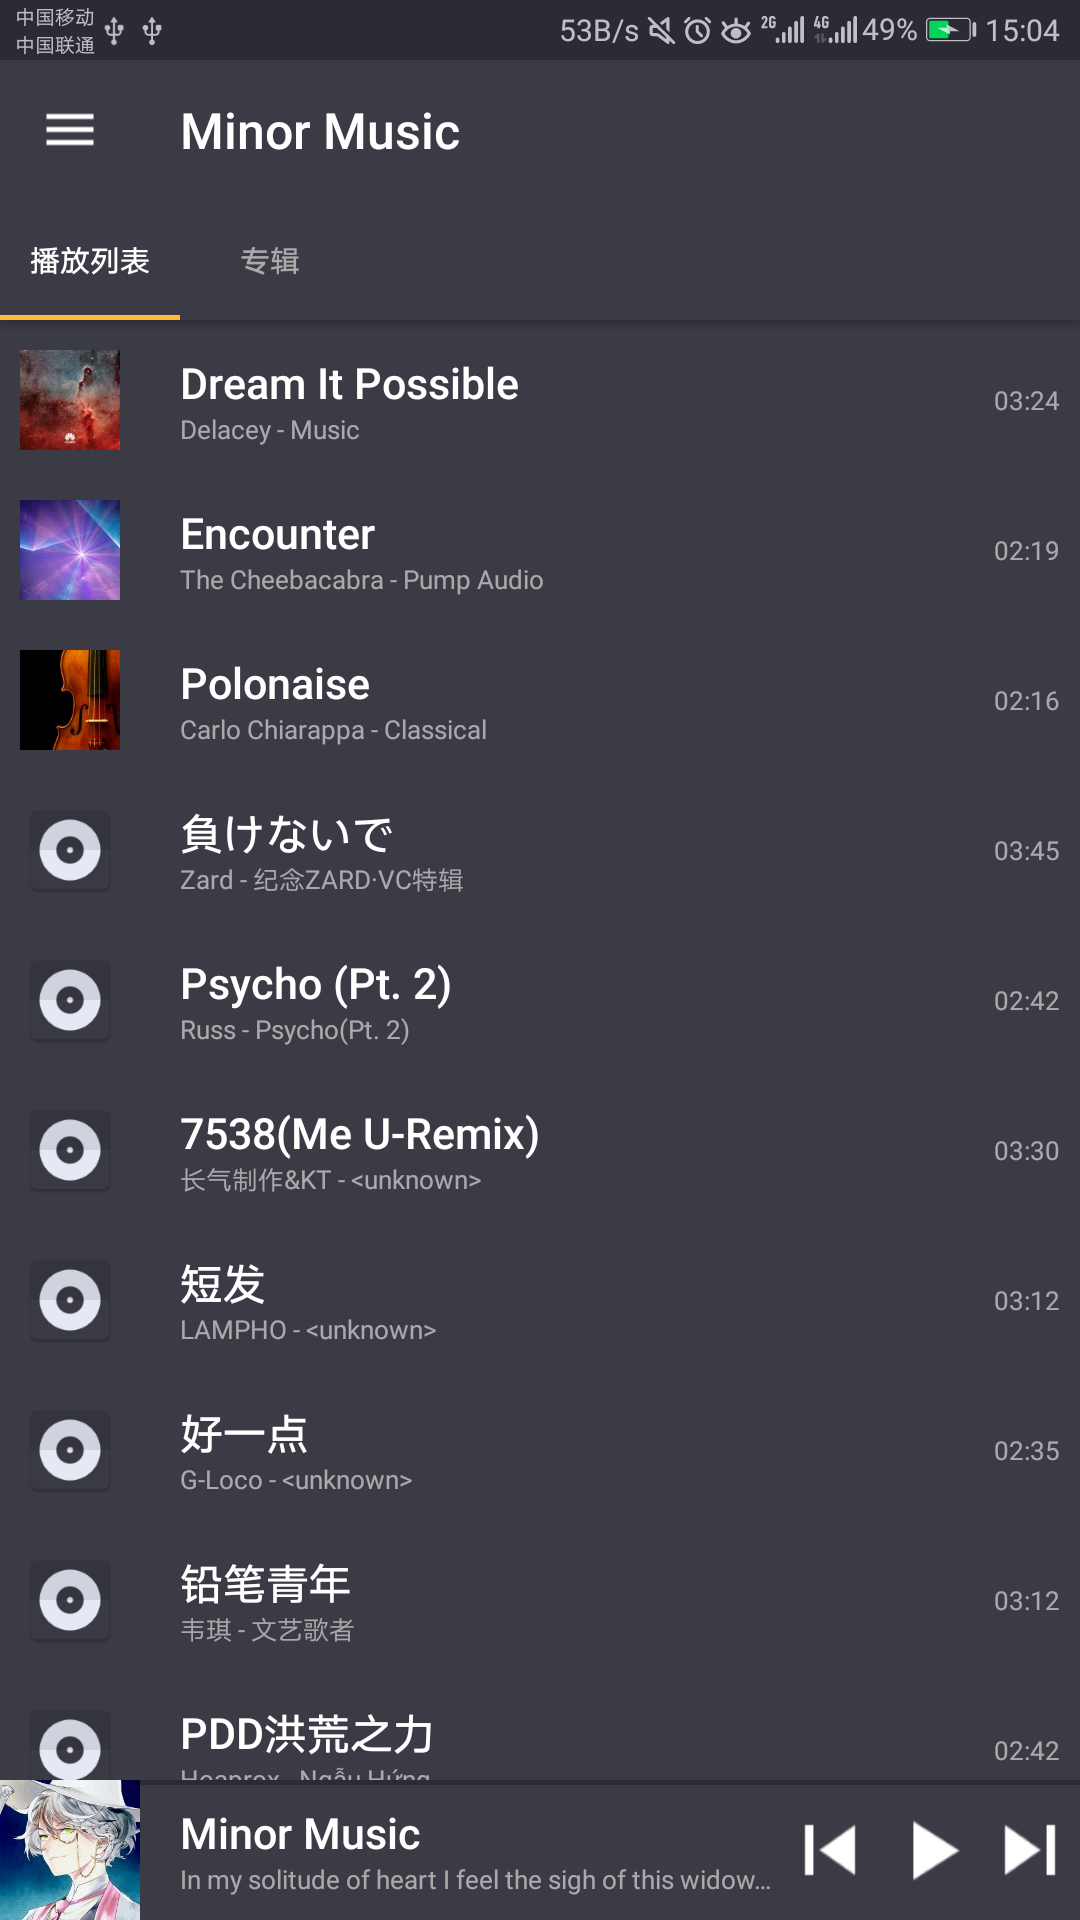 中国移动
中国联通
53B/s 2G 4G 49% 15:04
Minor Music
播放列表 专辑
Dream It Possible
Delacey - Music
03:24
Encounter
The Cheebacabra - Pump Audio
02:19
Polonaise
Carlo Chiarappa - Classical
02:16
負けないで
Zard - 纪念ZARD·VC特辑
03:45
Psycho (Pt. 2)
Russ - Psycho(Pt. 2)
02:42
7538(Me U-Remix)
长气制作&KT - <unknown>
03:30
短发
LAMPHO - <unknown>
03:12
好一点
G-Loco - <unknown>
02:35
铅笔青年
韦琪 - 文艺歌者
03:12
PDD洪荒之力
Hoaprox - Ngẫu Hứng
02:42
Minor Music
In my solitude of heart I feel the sigh of this widow...